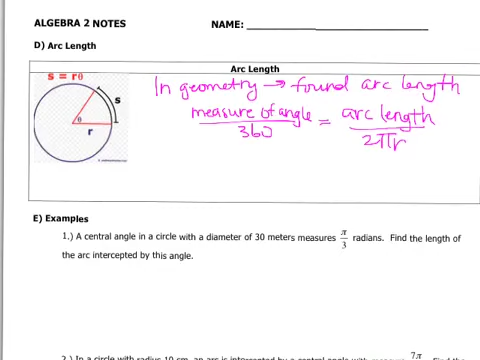 ALGEBRA 2 NOTES NAME:
D) Arc Length
Arc Length
s = rθ
s
θ
r
In geometry → found arc length
measure of angle / 360 = arc length / 2πr
E) Examples
1.) A central angle in a circle with a diameter of 30 meters measures π/3 radians. Find the length of
the arc intercepted by this angle.
2.) In a circle with radius 10 cm, an arc is intercepted by a central angle with measure 7π